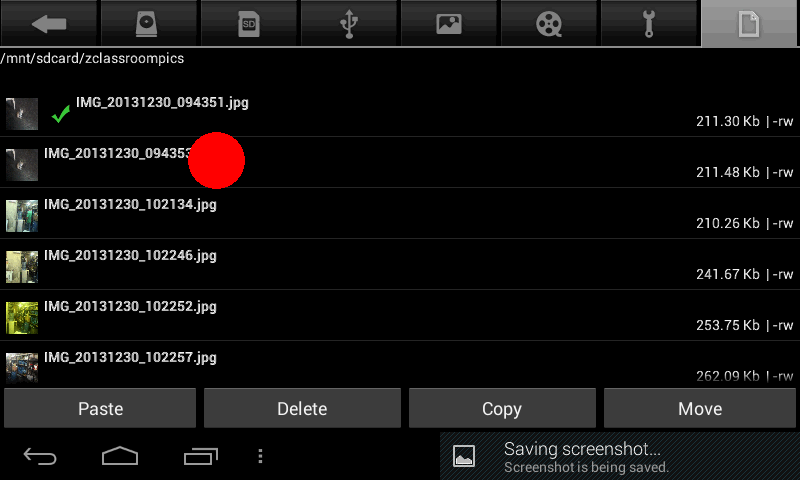 SD
/mnt/sdcard/zclassroompics
IMG_20131230_094351.jpg
211.30 Kb | -rw
IMG_20131230_094353
211.48 Kb | -rw
IMG_20131230_102134.jpg
210.26 Kb | -rw
IMG_20131230_102246.jpg
241.67 Kb | -rw
IMG_20131230_102252.jpg
253.75 Kb | -rw
IMG_20131230_102257.jpg
262.09 Kb | -rw
Paste
Delete
Copy
Move
Saving screenshot...
Screenshot is being saved.